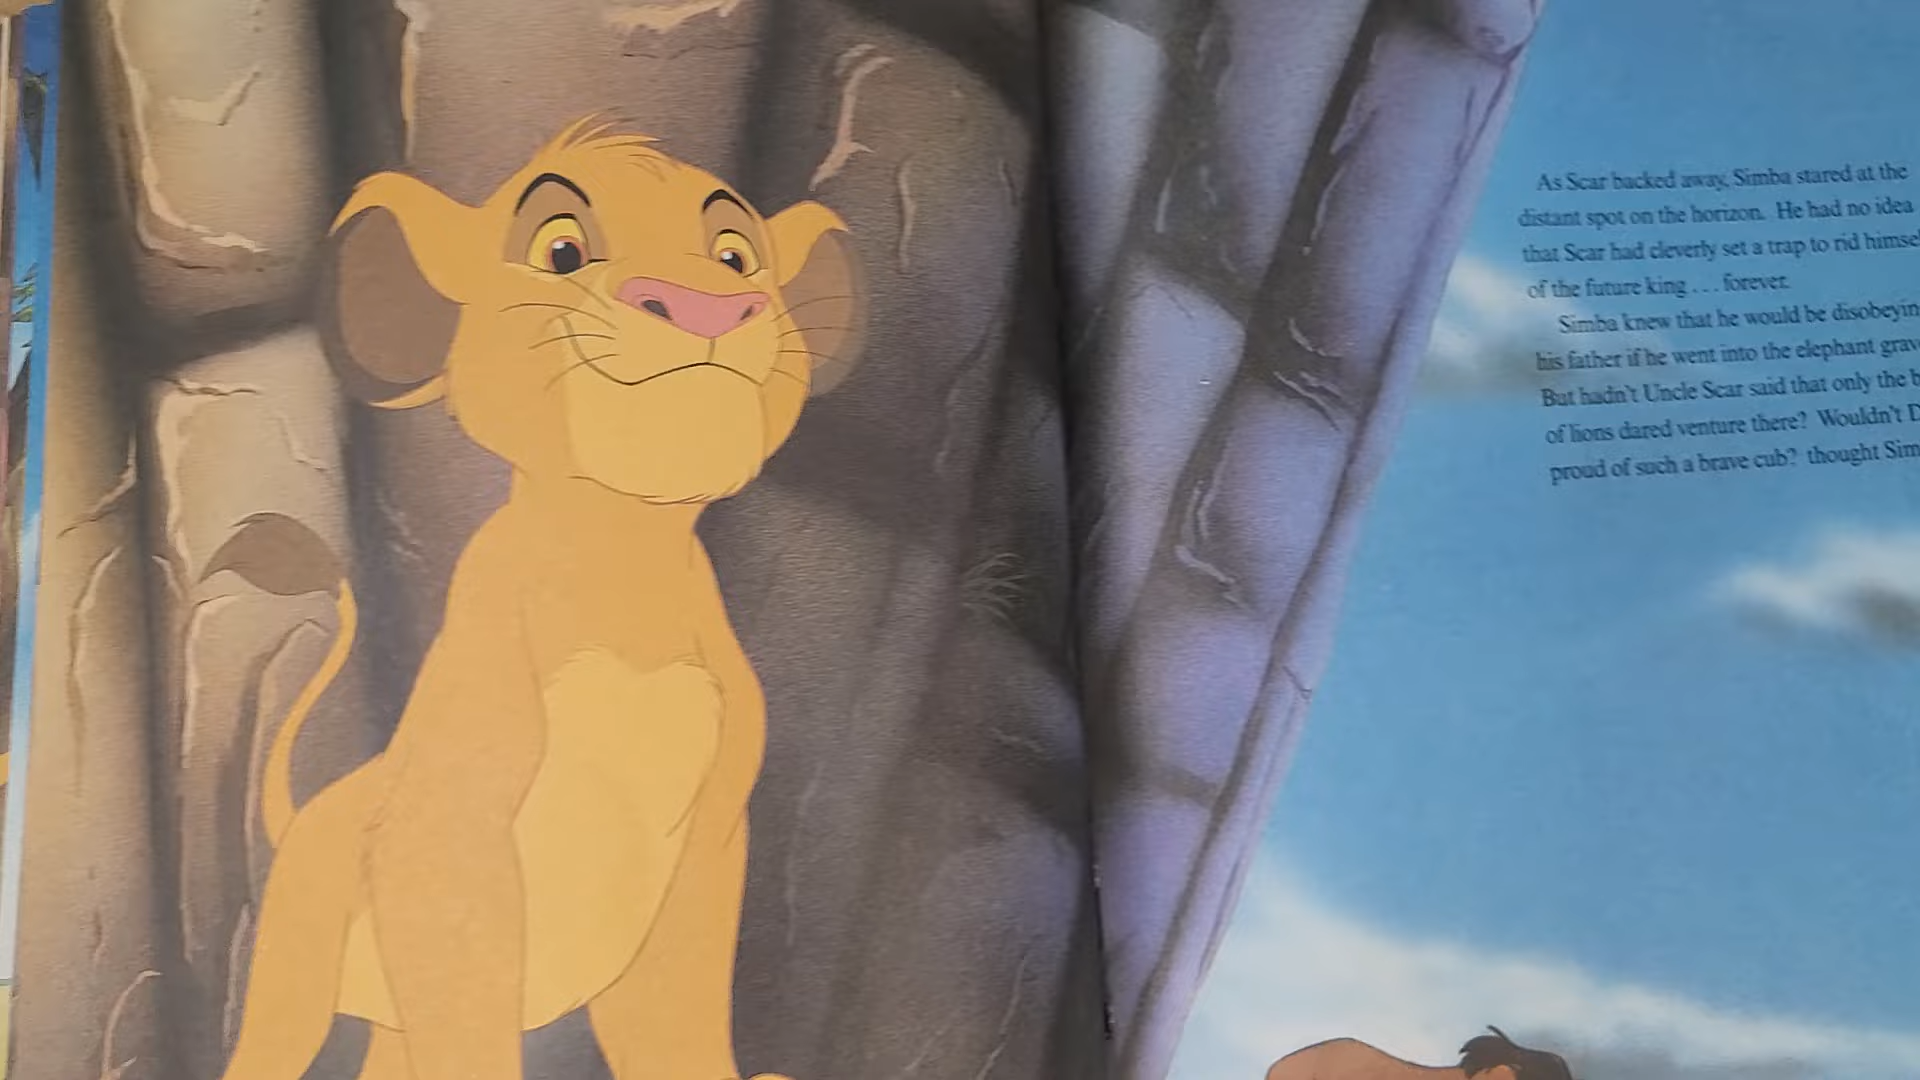 As Scar backed away, Simba stared at the
distant spot on the horizon. He had no idea
that Scar had cleverly set a trap to rid
of the future king . . . forever.
Simba knew that he would be
his father if he went into the elephant
But hadn't Uncle Scar said that only the
of lions dared venture there? Wouldn't
proud of such a brave cub? thought